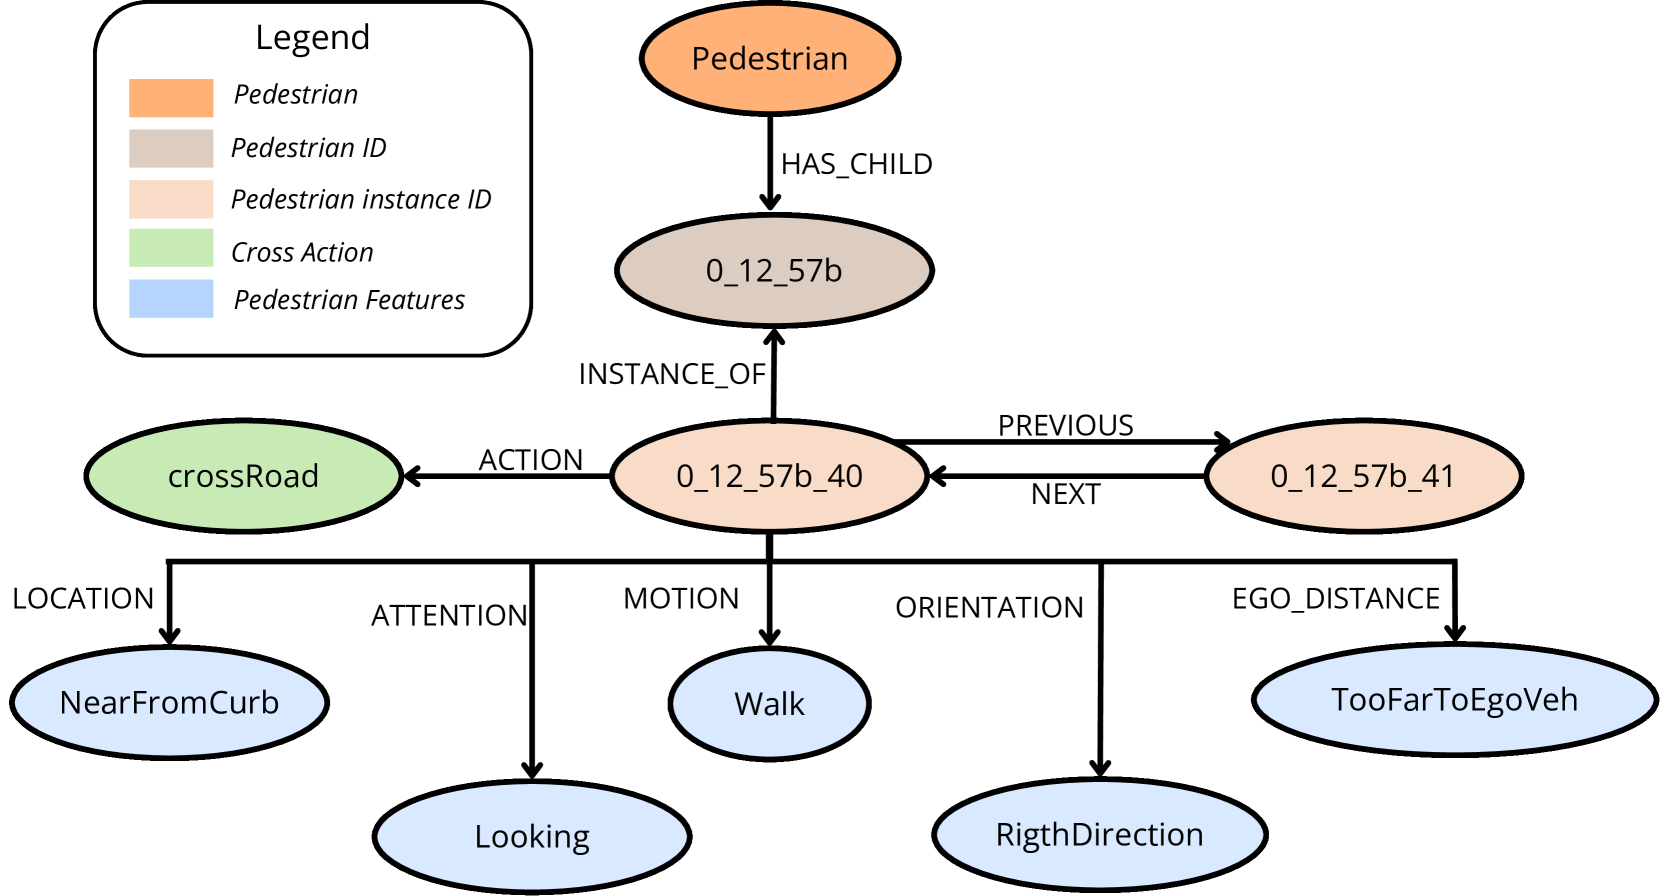 Legend
Pedestrian
Pedestrian ID
Pedestrian instance ID
Cross Action
Pedestrian Features
Pedestrian
HAS_CHILD
0_12_57b
INSTANCE_OF
PREVIOUS
ACTION
crossRoad
0_12_57b_40
0_12_57b_41
NEXT
LOCATION
ATTENTION
MOTION
ORIENTATION
EGO_DISTANCE
NearFromCurb
Walk
TooFarToEgoVeh
Looking
RigthDirection